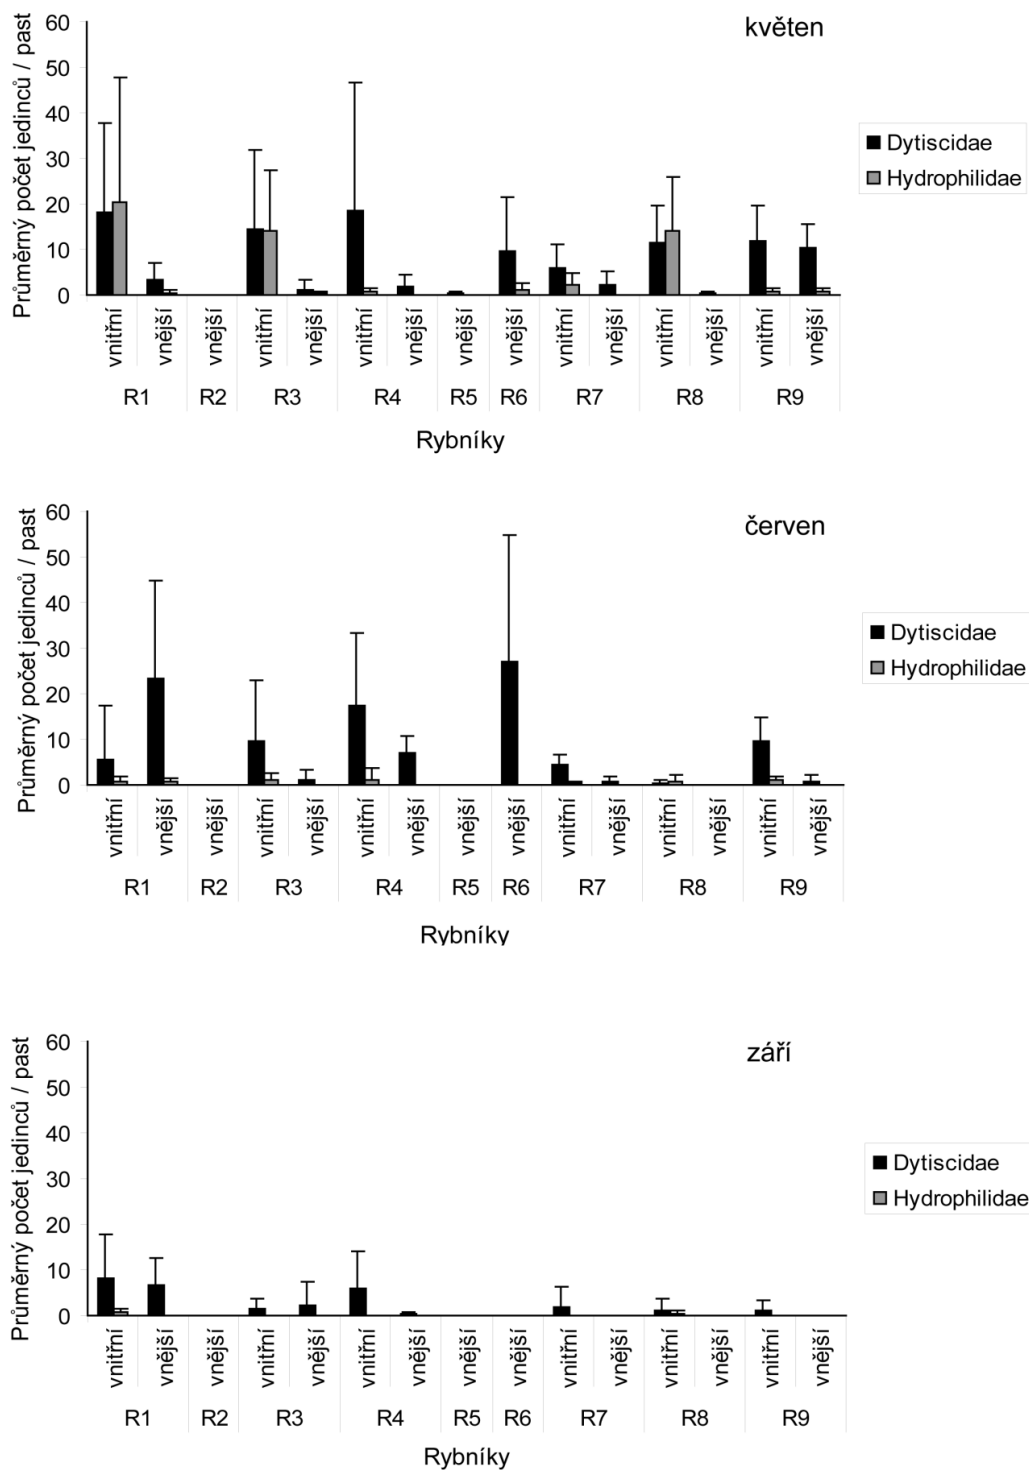 Průměrný počet jedinců / past
60
50
40
30
20
10
0
květen
Dytiscidae
Hydrophilidae
vnitřní vnější vnější vnitřní vnější vnitřní vnější vnější vnější vnitřní vnější vnitřní vnější vnitřní vnější
R1 R2 R3 R4 R5 R6 R7 R8 R9
Rybníky
Průměrný počet jedinců / past
60
50
40
30
20
10
0
červen
Dytiscidae
Hydrophilidae
vnitřní vnější vnější vnitřní vnější vnitřní vnější vnější vnější vnitřní vnější vnitřní vnější vnitřní vnější
R1 R2 R3 R4 R5 R6 R7 R8 R9
Rybníky
Průměrný počet jedinců / past
60
50
40
30
20
10
0
září
Dytiscidae
Hydrophilidae
vnitřní vnější vnější vnitřní vnější vnitřní vnější vnější vnější vnitřní vnější vnitřní vnější vnitřní vnější
R1 R2 R3 R4 R5 R6 R7 R8 R9
Rybníky